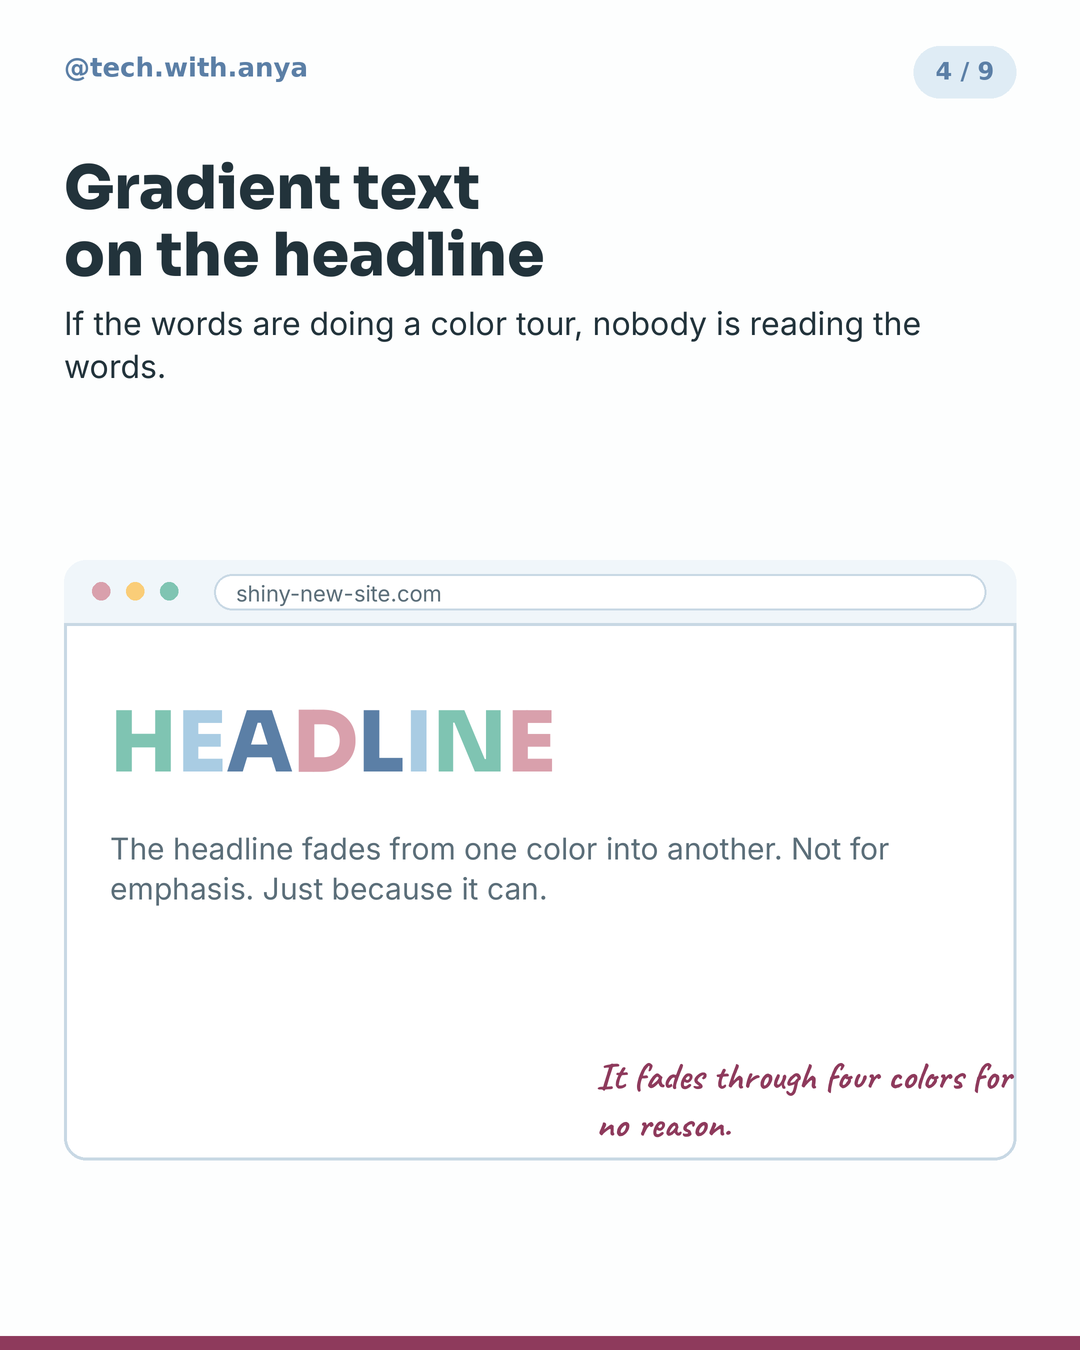 @tech.with.anya
4 / 9
Gradient text
on the headline
If the words are doing a color tour, nobody is reading the
words.
shiny-new-site.com
HEADLINE
The headline fades from one color into another. Not for
emphasis. Just because it can.
It fades through four colors for
no reason.